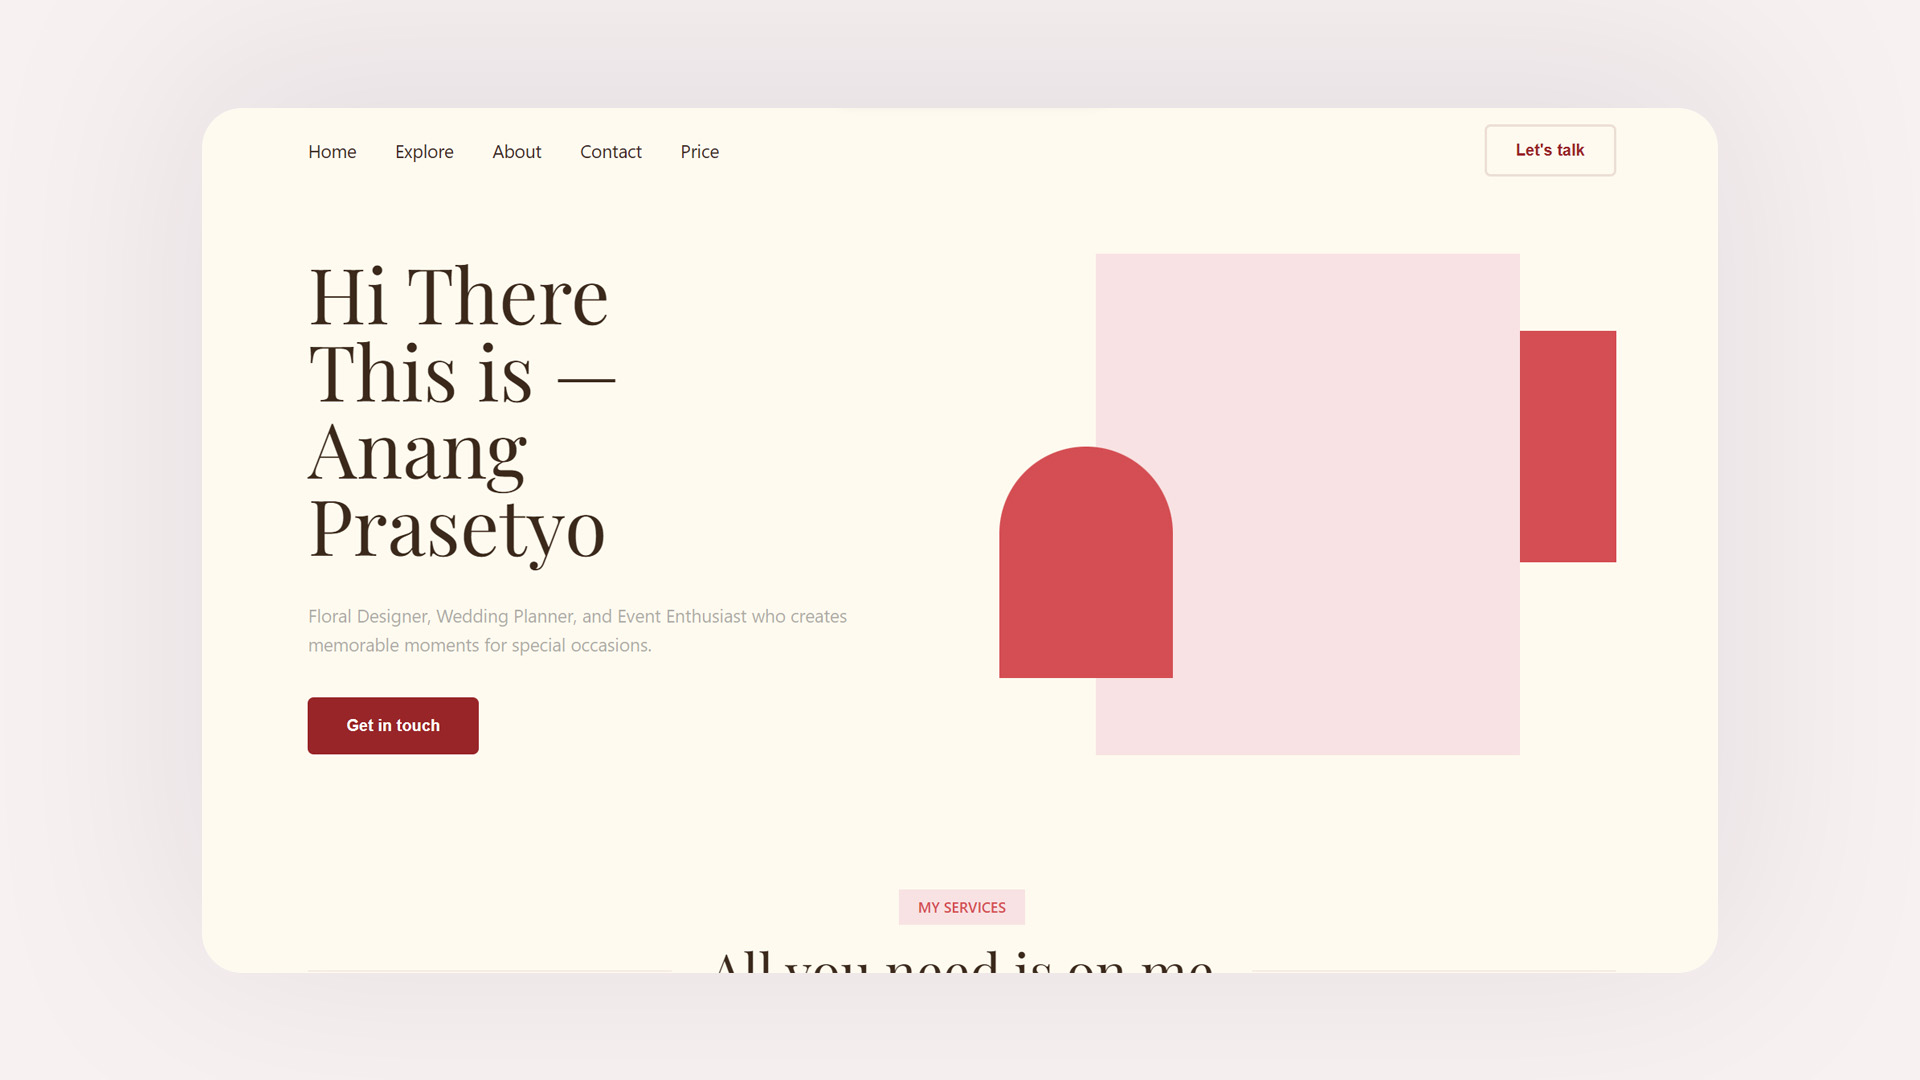 Home Explore About Contact Price Let's talk
Hi There
This is —
Anang
Prasetyo
Floral Designer, Wedding Planner, and Event Enthusiast who creates
memorable moments for special occasions.
Get in touch
MY SERVICES
All you need is on me